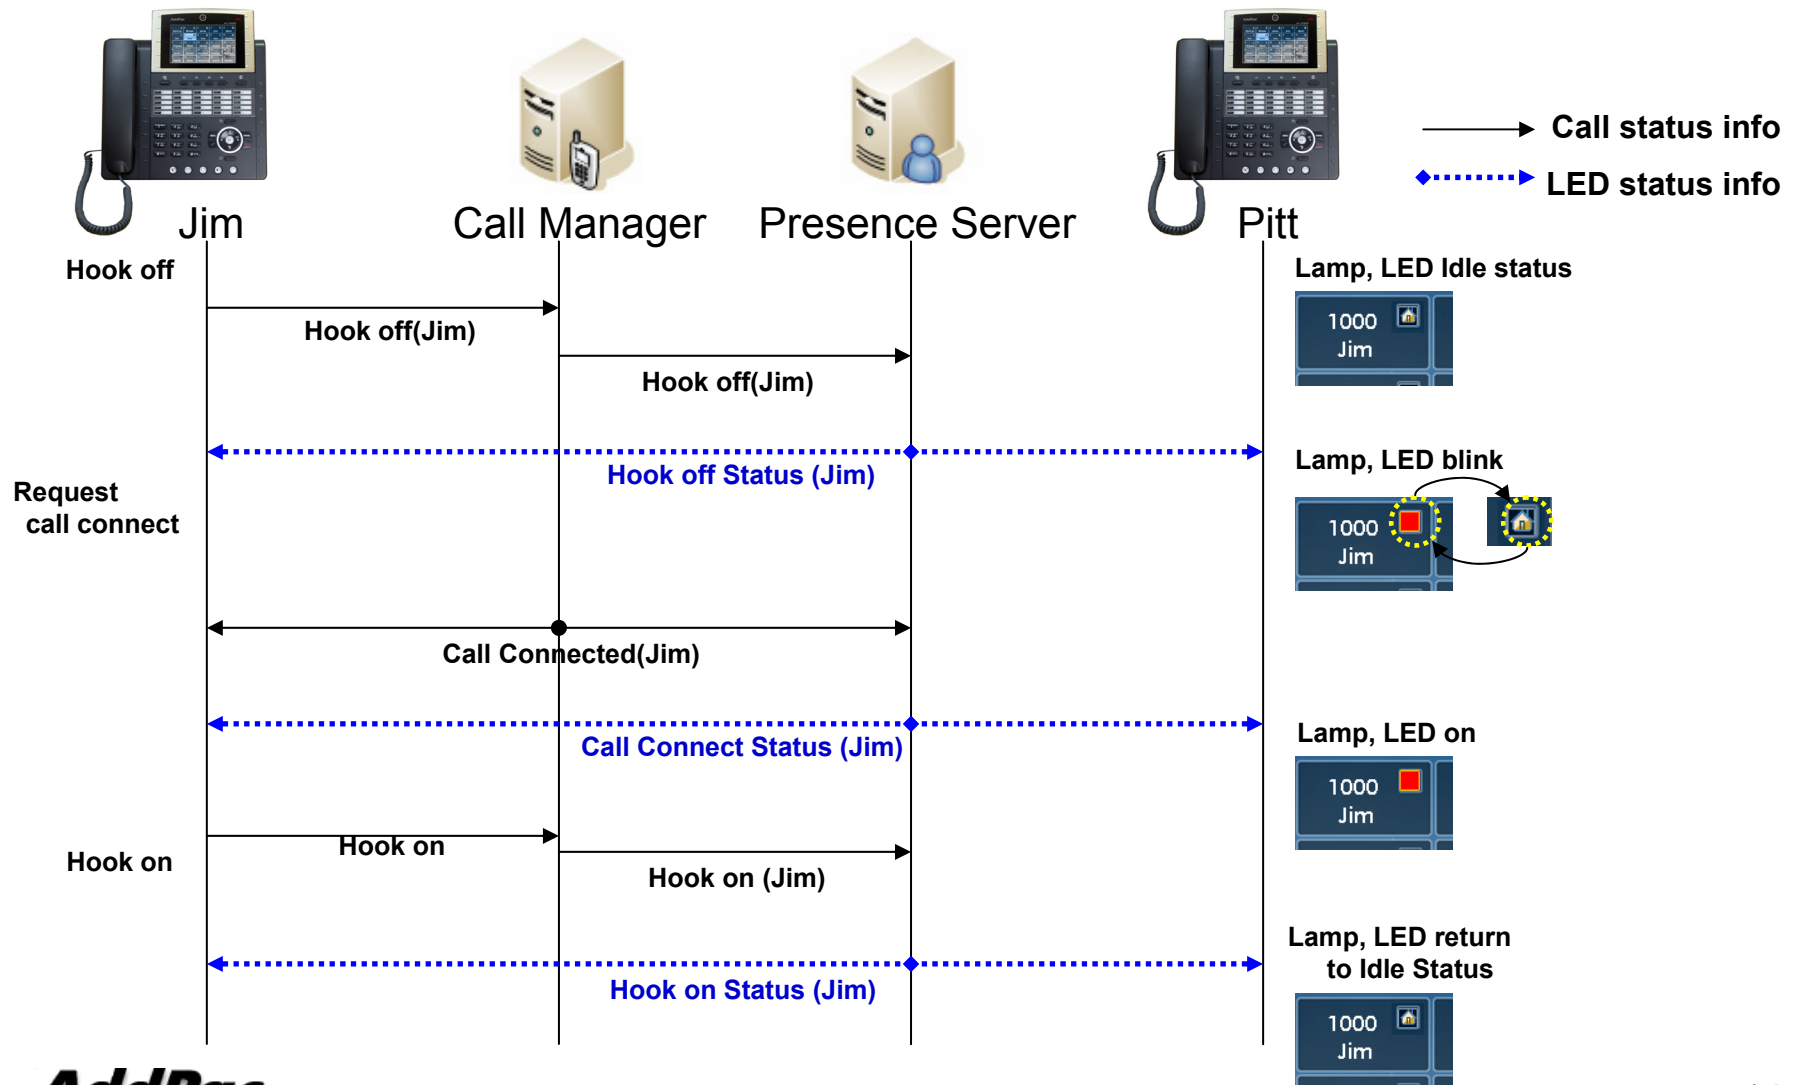 Call status info
LED status info
Jim
Call Manager
Presence Server
Pitt
Hook off
Lamp, LED Idle status
Hook off(Jim)
1000
Jim
Hook off(Jim)
Lamp, LED blink
Hook off Status (Jim)
Request
call connect
1000
Jim
Call Connected(Jim)
Lamp, LED on
Call Connect Status (Jim)
1000
Jim
Hook on
Hook on
Hook on (Jim)
Lamp, LED return
to Idle Status
Hook on Status (Jim)
1000
Jim
AddPac